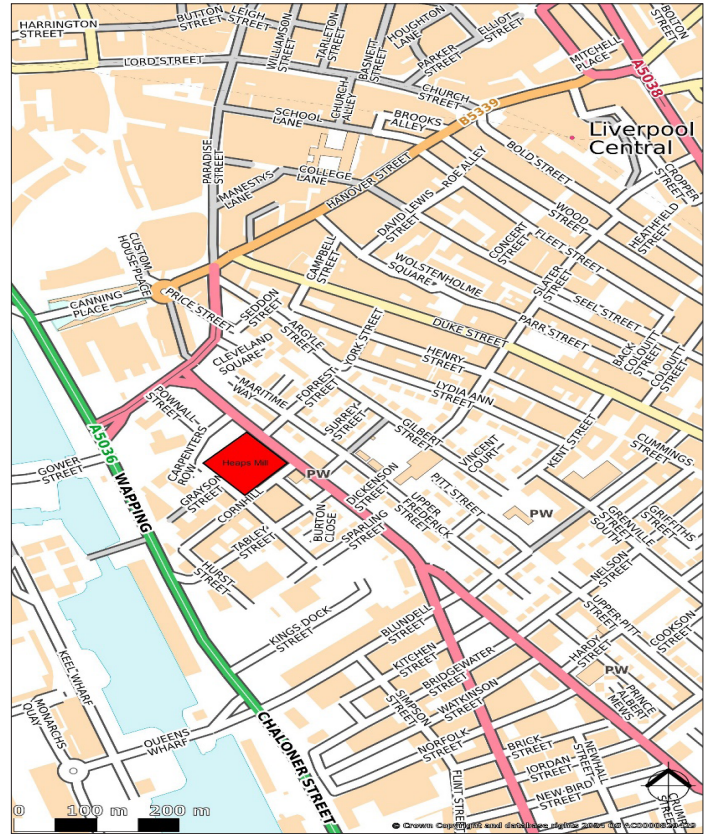 HARRINGTON
STREET
BUTTON
STREET
LEIGH
STREET
WILLIAMSON
STREET
TARLETON
STREET
BASNETT
STREET
HOUGHTON
LANE
PARKER
STREET
ELLIOT
STREET
BOLTON
STREET
MITCHELL
PLACE
A5038
LORD STREET
CHURCH
ALLEY
CHURCH
STREET
SCHOOL
LANE
BROOKS
ALLEY
B5339
Liverpool
Central
PARADISE
STREET
MANESTYS
LANE
COLLEGE
LANE
HANOVER STREET
DAVID LEWIS
STREET
ROE ALLEY
BOLD STREET
WOOD
STREET
CROPPER
STREET
HEATHFIELD
STREET
CONCERT
STREET
FLEET STREET
SLATER
STREET
SEEL STREET
CUSTOM
HOUSE PLACE
CAMPBELL
STREET
WOLSTENHOLME
SQUARE
PARR STREET
BACK
COLQUITT
STREET
COLQUITT
STREET
CANNING
PLACE
PRICE STREET
SEDDON
STREET
ARGYLE
STREET
YORK STREET
DUKE STREET
HENRY
STREET
LYDIA ANN
STREET
CLEVELAND
SQUARE
FORREST
STREET
MARITIME
WAY
POWNALL
STREET
SURREY
STREET
GILBERT
STREET
KENT STREET
CUMMINGS
STREET
VINCENT
COURT
A5036
WAPPING
GOWER
STREET
CARPENTERS
ROW
Heaps Mill
PW
GRAYSON
STREET
CORNHILL
DICKENSON
STREET
PITT STREET
UPPER
FREDERICK
STREET
PW
GRENVILLE
STREET
SOUTH
GRIFFITHS
STREET
TABLEY
STREET
BURTON
CLOSE
SPARLING
STREET
HURST
STREET
NELSON
STREET
KINGS DOCK
STREET
BLUNDELL
STREET
UPPER PITT
STREET
COOKSON
STREET
KITCHEN
STREET
HARDY
STREET
PW
BRIDGEWATER
STREET
PRINCE
ALBERT
MEWS
KEEL WHARF
MONARCHS
QUAY
QUEENS
WHARF
SIMPSON
STREET
WATKINSON
STREET
CHALONER STREET
NORFOLK
STREET
BRICK
STREET
JORDAN
STREET
NEWHALL
STREET
FLINT STREET
NEW BIRD
STREET
STREET
0 100 m 200 m